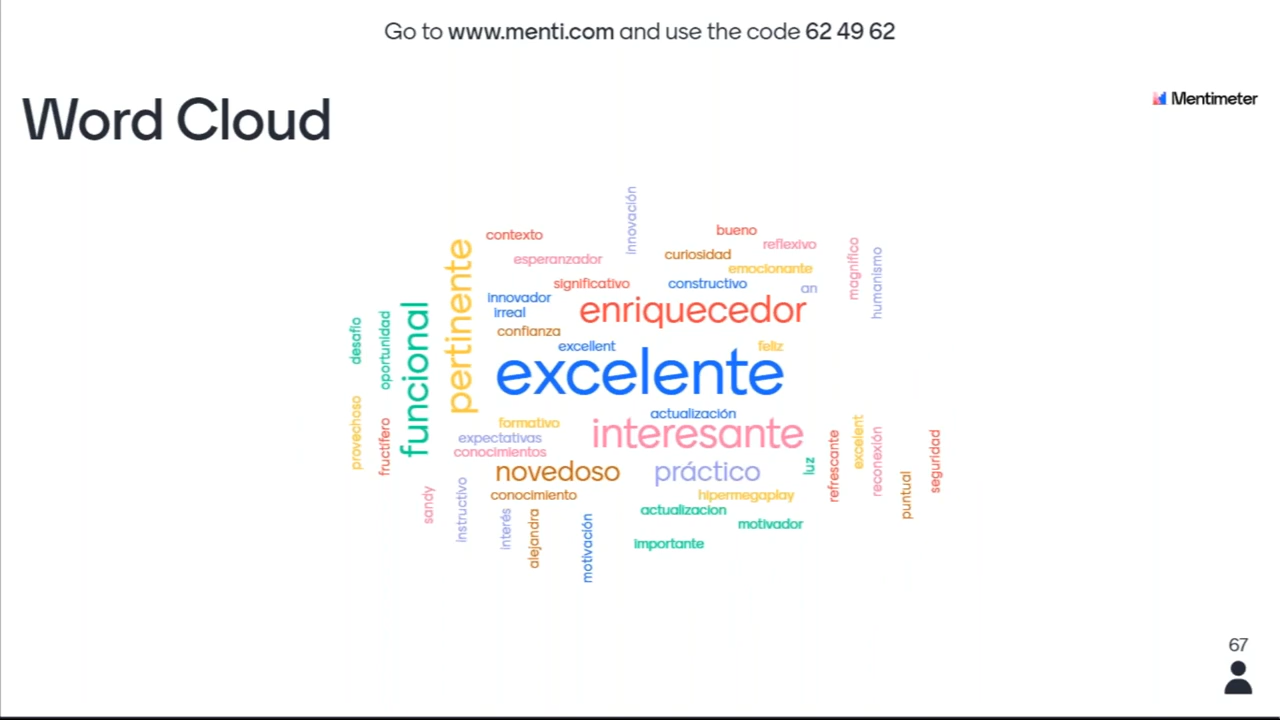 Go to www.menti.com and use the code 62 49 62
Word Cloud
Mentimeter
innovación
contexto
bueno
reflexivo
curiosidad
esperanzador
emocionante
magnífico
humanismo
significativo
constructivo
an
innovador
irreal
enriquecedor
confianza
excellent
feliz
pertinente
funcional
oportunidad
desafío
excelente
actualización
provechoso
fructífero
formativo
interesante
expectativas
conocimientos
novedoso
práctico
luz
refrescante
excelent
reconexión
puntual
seguridad
sandy
instructivo
conocimiento
hipermegaplay
actualizacion
interés
alejandra
motivación
motivador
importante
67